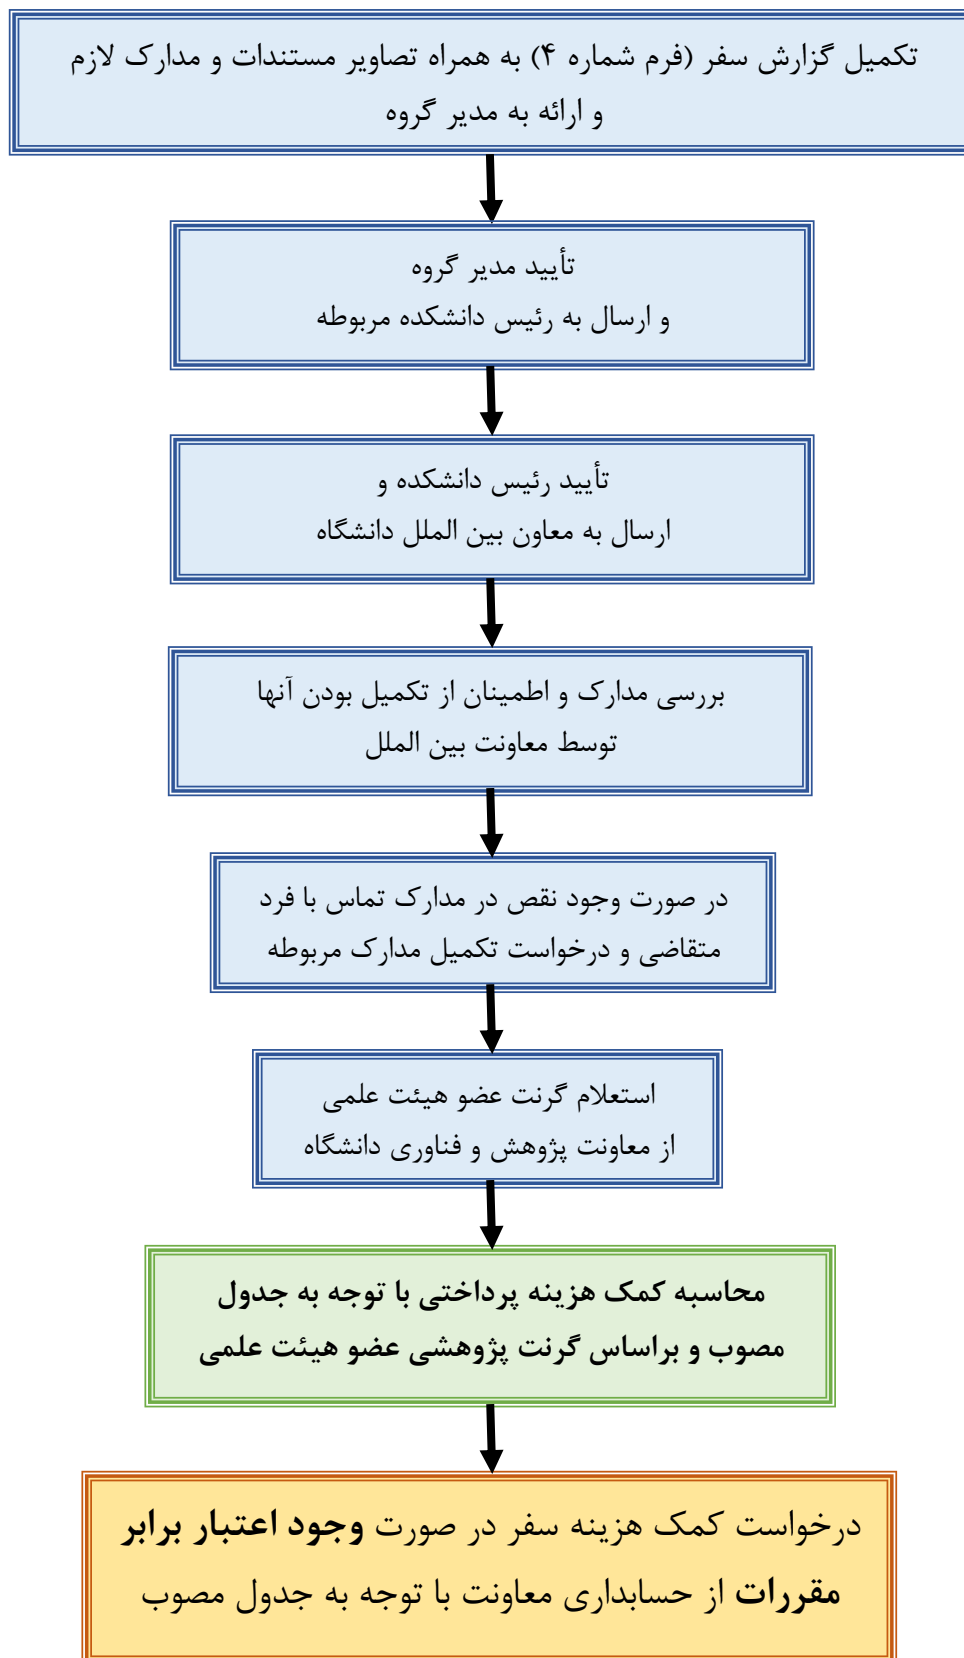 تکمیل گزارش سفر (فرم شماره ۴) به همراه تصاویر مستندات و مدارک لازم
و ارائه به مدیر گروه
تأیید مدیر گروه
و ارسال به رئیس دانشکده مربوطه
تأیید رئیس دانشکده و
ارسال به معاون بین الملل دانشگاه
بررسی مدارک و اطمینان از تکمیل بودن آنها
توسط معاونت بین الملل
در صورت وجود نقص در مدارک تماس با فرد
متقاضی و درخواست تکمیل مدارک مربوطه
استعلام گرنت عضو هیئت علمی
از معاونت پژوهش و فناوری دانشگاه
محاسبه کمک هزینه پرداختی با توجه به جدول
مصوب و براساس گرنت پژوهشی عضو هیئت علمی
درخواست کمک هزینه سفر در صورت وجود اعتبار برابر
مقررات از حسابداری معاونت با توجه به جدول مصوب